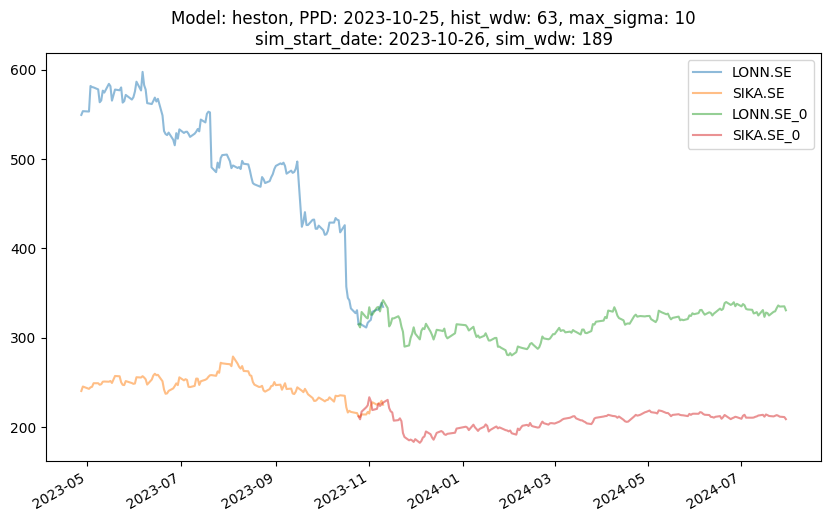 Model: heston, PPD: 2023-10-25, hist_wdw: 63, max_sigma: 10
sim_start_date: 2023-10-26, sim_wdw: 189
LONN.SE
SIKA.SE
LONN.SE_0
SIKA.SE_0
600
500
400
300
200
2023-05
2023-07
2023-09
2023-11
2024-01
2024-03
2024-05
2024-07